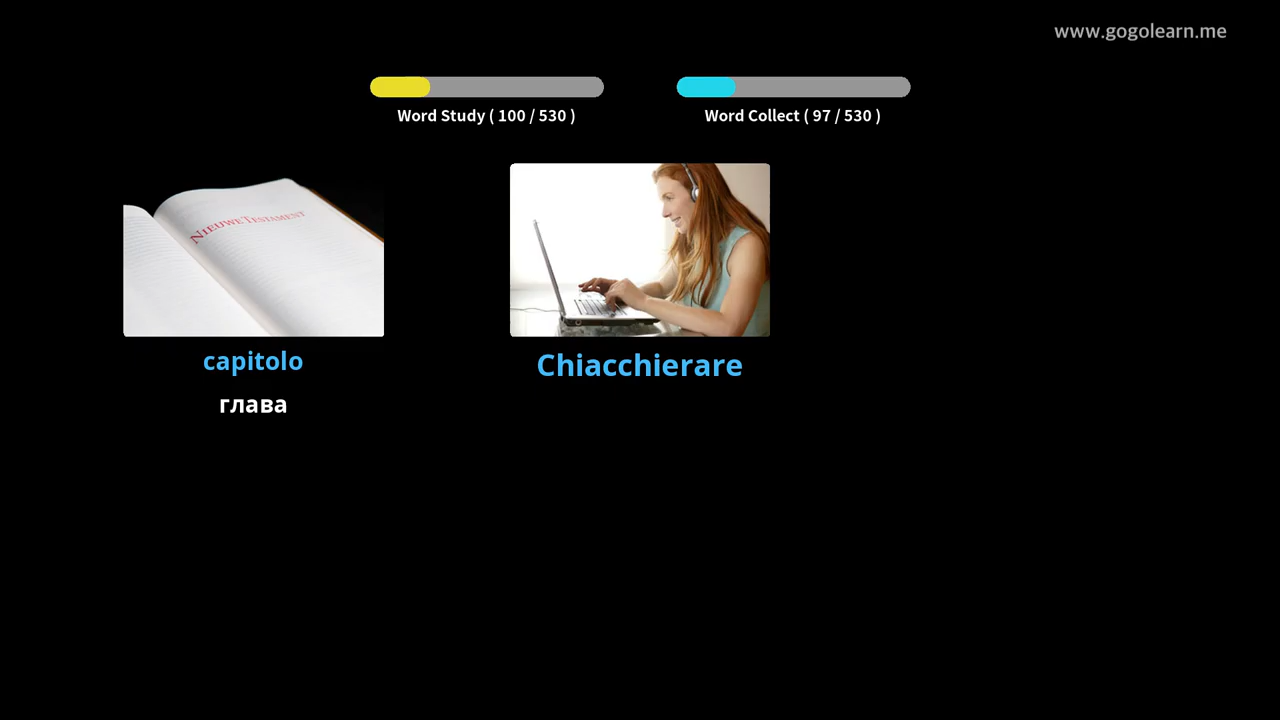 www.gogolearn.me
Word Study ( 100 / 530 )
Word Collect ( 97 / 530 )
NIEUWE TESTAMENT
capitolo
глава
Chiacchierare